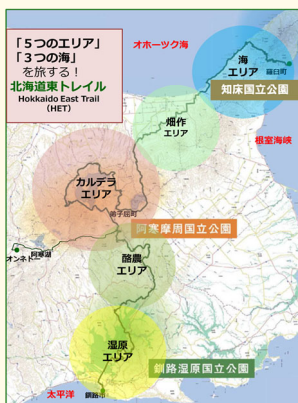 「５つのエリア」
「３つの海」
を旅する！
北海道東トレイル
Hokkaido East Trail
(HET)
オホーツク海
海
エリア
羅臼町
知床国立公園
畑作
エリア
根室海峡
カルデラ
エリア
弟子屈町
阿寒摩周国立公園
阿寒湖
オンネトー
酪農
エリア
湿原
エリア
釧路湿原国立公園
太平洋
釧路市